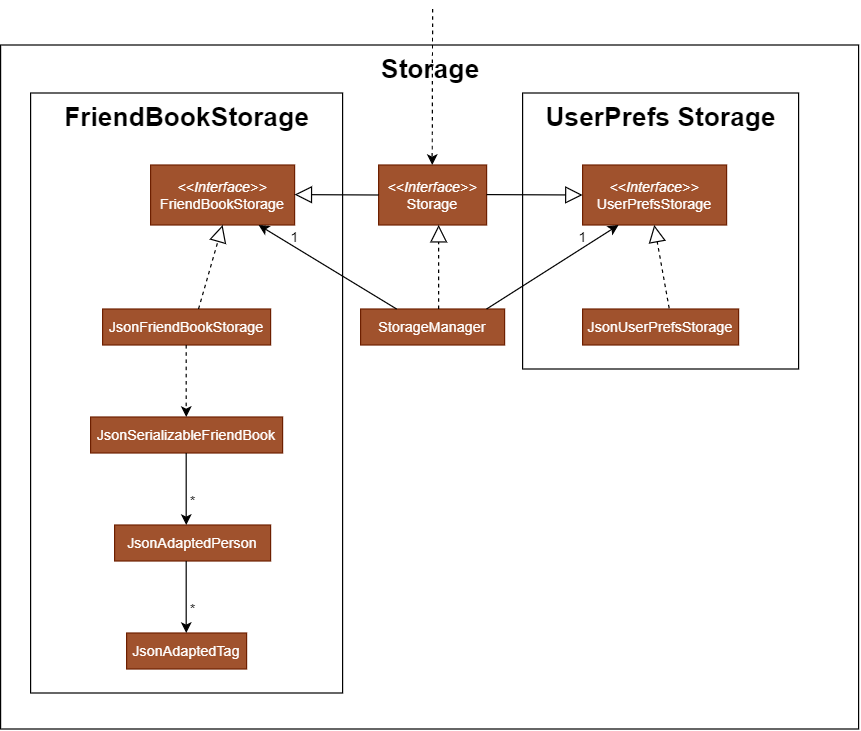 Storage
FriendBookStorage
UserPrefs Storage
<<Interface>>
FriendBookStorage
<<Interface>>
Storage
<<Interface>>
UserPrefsStorage
1
1
JsonFriendBookStorage
StorageManager
JsonUserPrefsStorage
JsonSerializableFriendBook
*
JsonAdaptedPerson
*
JsonAdaptedTag